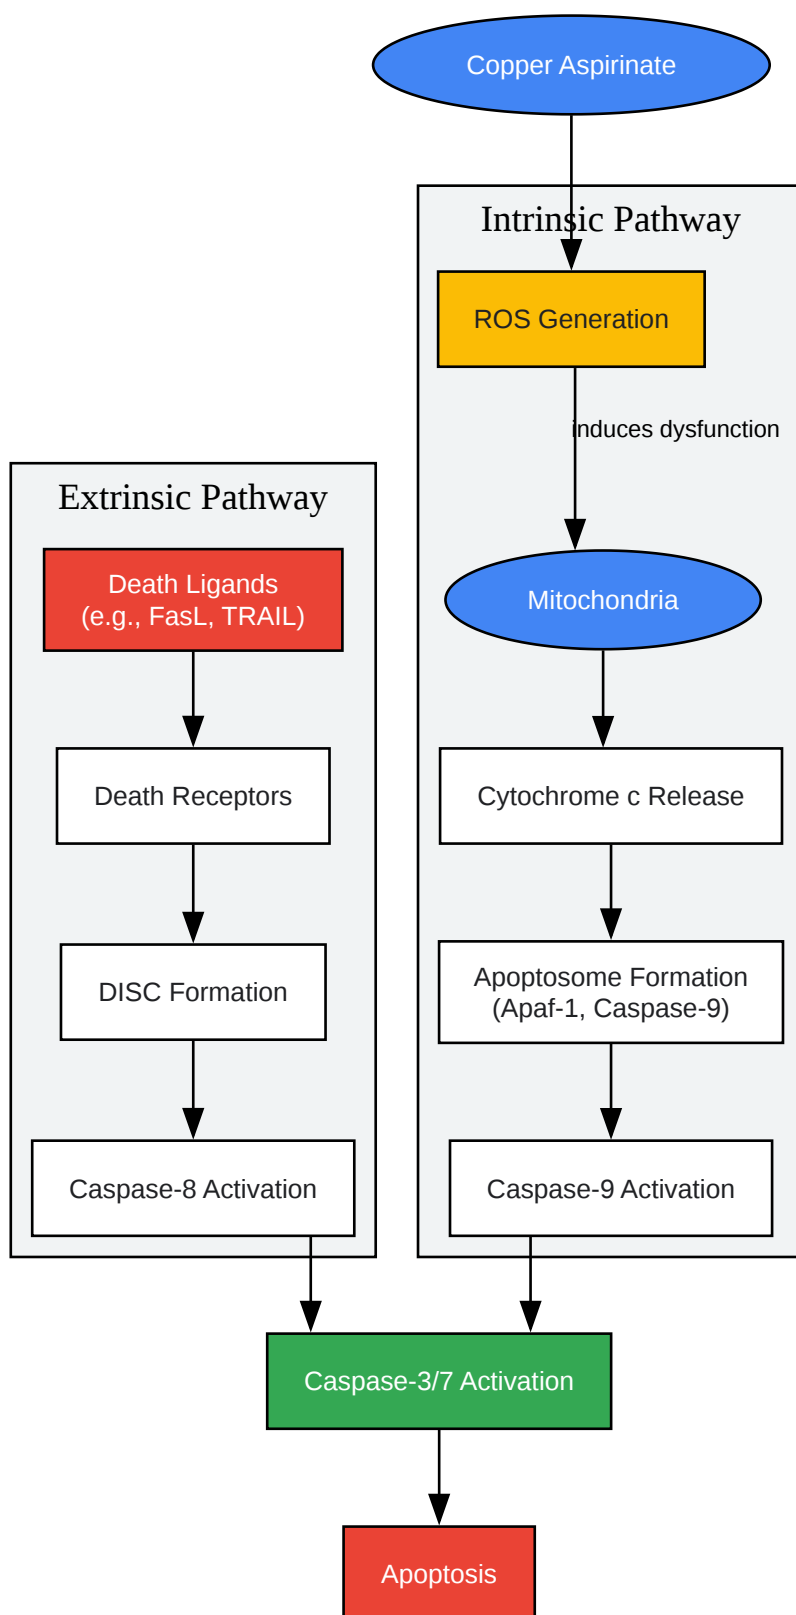 Copper Aspirinate
Intrinsic Pathway
ROS Generation
induces dysfunction
Extrinsic Pathway
Death Ligands
(e.g., FasL, TRAIL)
Mitochondria
Death Receptors
Cytochrome c Release
DISC Formation
Apoptosome Formation
(Apaf-1, Caspase-9)
Caspase-8 Activation
Caspase-9 Activation
Caspase-3/7 Activation
Apoptosis